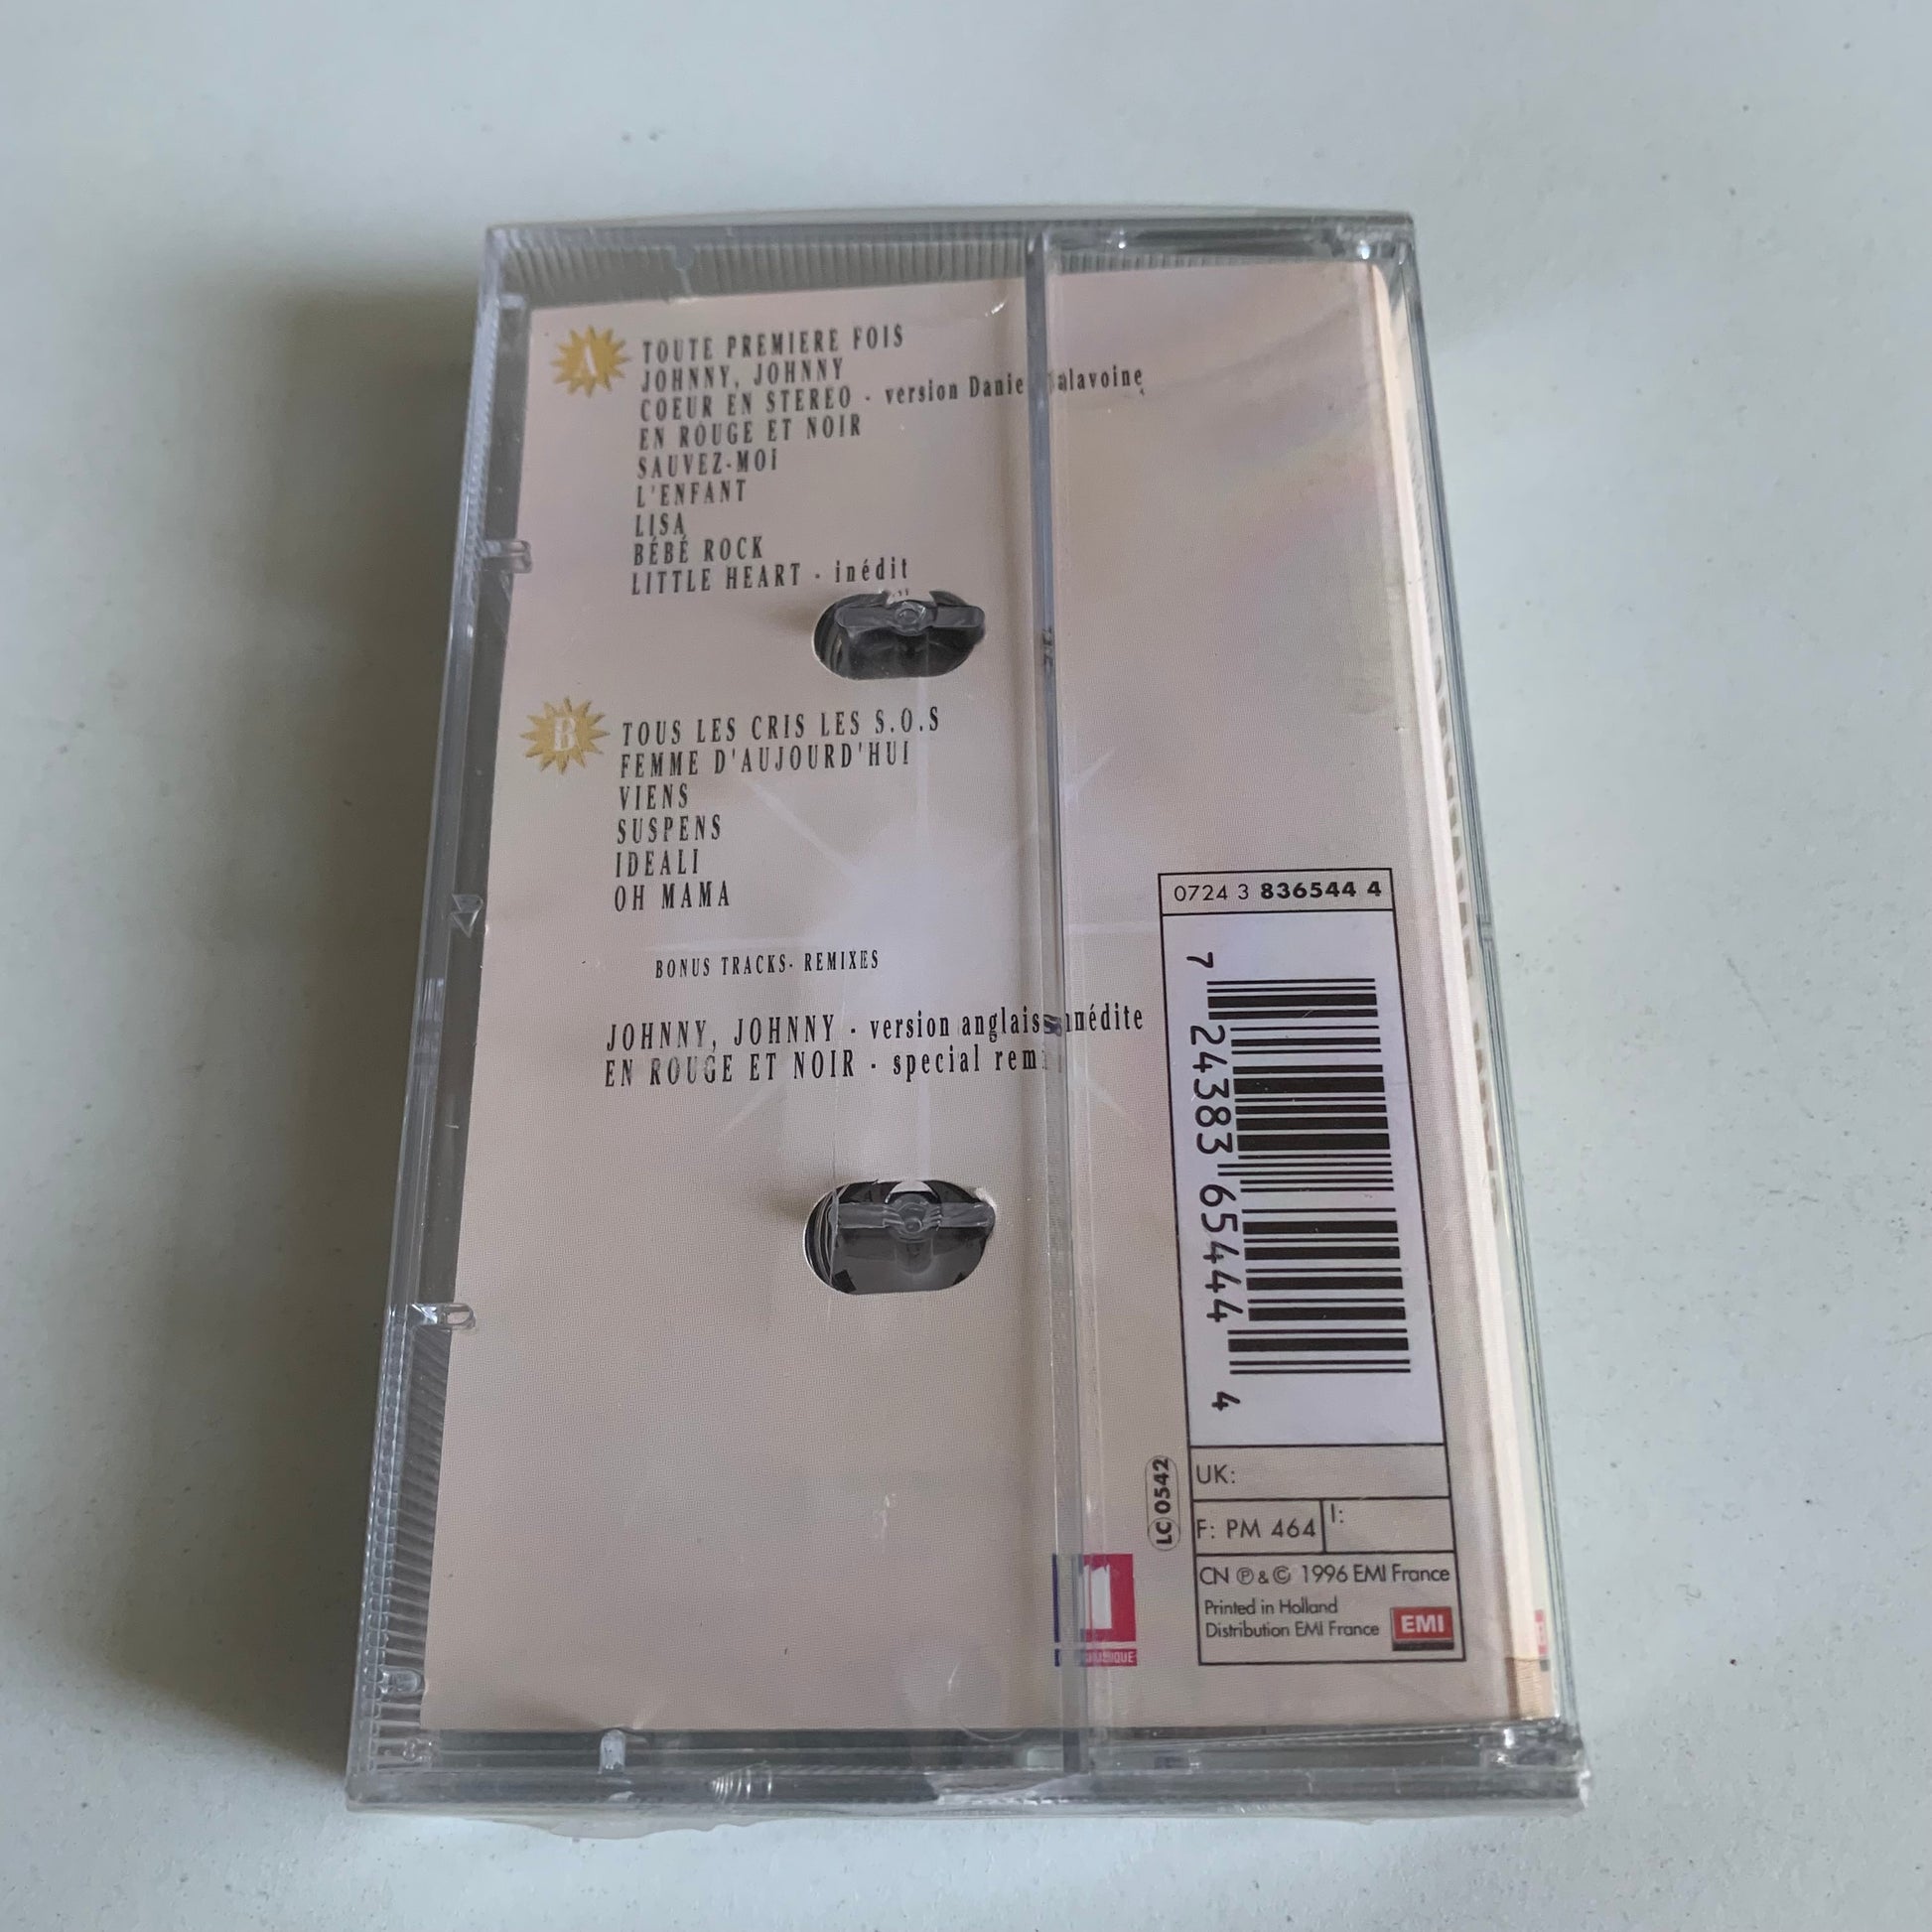 A
TOUTE PREMIERE FOIS
JOHNNY, JOHNNY
COEUR EN STEREO - version Daniel Balavoine
EN ROUGE ET NOIR
SAUVEZ-MOI
L'ENFANT
LISA
BÉBÉ ROCK
LITTLE HEART - inédit
B
TOUS LES CRIS LES S.O.S
FEMME D'AUJOURD'HUI
VIENS
SUSPENS
IDEALI
OH MAMA
BONUS TRACKS- REMIXES
JOHNNY, JOHNNY - version anglaise inédite
EN ROUGE ET NOIR - special remix
0724 3 836544 4
7 24383 65444 4
LC 0542
UK:
F: PM 464
I:
CN ℗ & © 1996 EMI France
Printed in Holland
Distribution EMI France
EMI